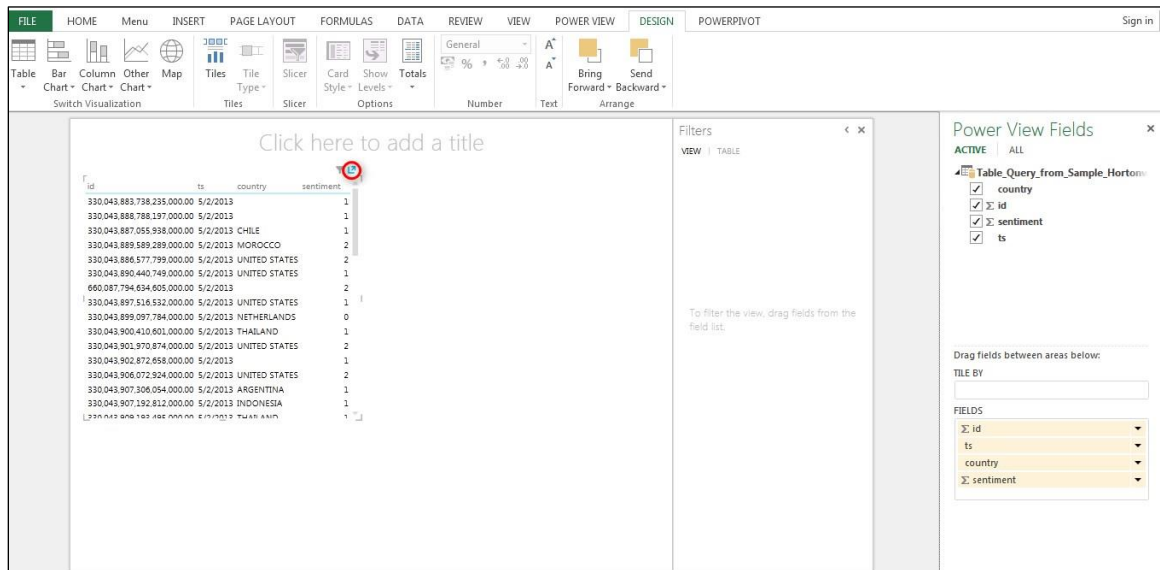 FILE HOME Menu INSERT PAGE LAYOUT FORMULAS DATA REVIEW VIEW POWER VIEW DESIGN POWERPIVOT Sign in
Table Bar Chart Column Chart Other Chart Map Tiles Tile Type Slicer Card Style Show Levels Totals General % Bring Forward Send Backward
Switch Visualization Tiles Slicer Options Number Text Arrange
Click here to add a title
id ts country sentiment
330,043,883,738,235,000.00 5/2/2013 1
330,043,888,788,197,000.00 5/2/2013 1
330,043,887,055,938,000.00 5/2/2013 CHILE 1
330,043,889,589,289,000.00 5/2/2013 MOROCCO 2
330,043,886,577,799,000.00 5/2/2013 UNITED STATES 2
330,043,890,440,749,000.00 5/2/2013 UNITED STATES 1
660,087,794,634,605,000.00 5/2/2013 2
330,043,897,516,532,000.00 5/2/2013 UNITED STATES 1
330,043,899,097,784,000.00 5/2/2013 NETHERLANDS 0
330,043,900,410,601,000.00 5/2/2013 THAILAND 1
330,043,901,970,874,000.00 5/2/2013 UNITED STATES 2
330,043,902,872,658,000.00 5/2/2013 1
330,043,906,072,924,000.00 5/2/2013 UNITED STATES 2
330,043,907,306,054,000.00 5/2/2013 ARGENTINA 1
330,043,907,192,812,000.00 5/2/2013 INDONESIA 1
330,043,909,193,495,000.00 5/2/2013 THAILAND 1
Filters
VIEW | TABLE
To filter the view, drag fields from the
field list.
Power View Fields
ACTIVE | ALL
Table_Query_from_Sample_Horton
country
Σ id
Σ sentiment
ts
Drag fields between areas below:
TILE BY
FIELDS
Σ id
ts
country
Σ sentiment